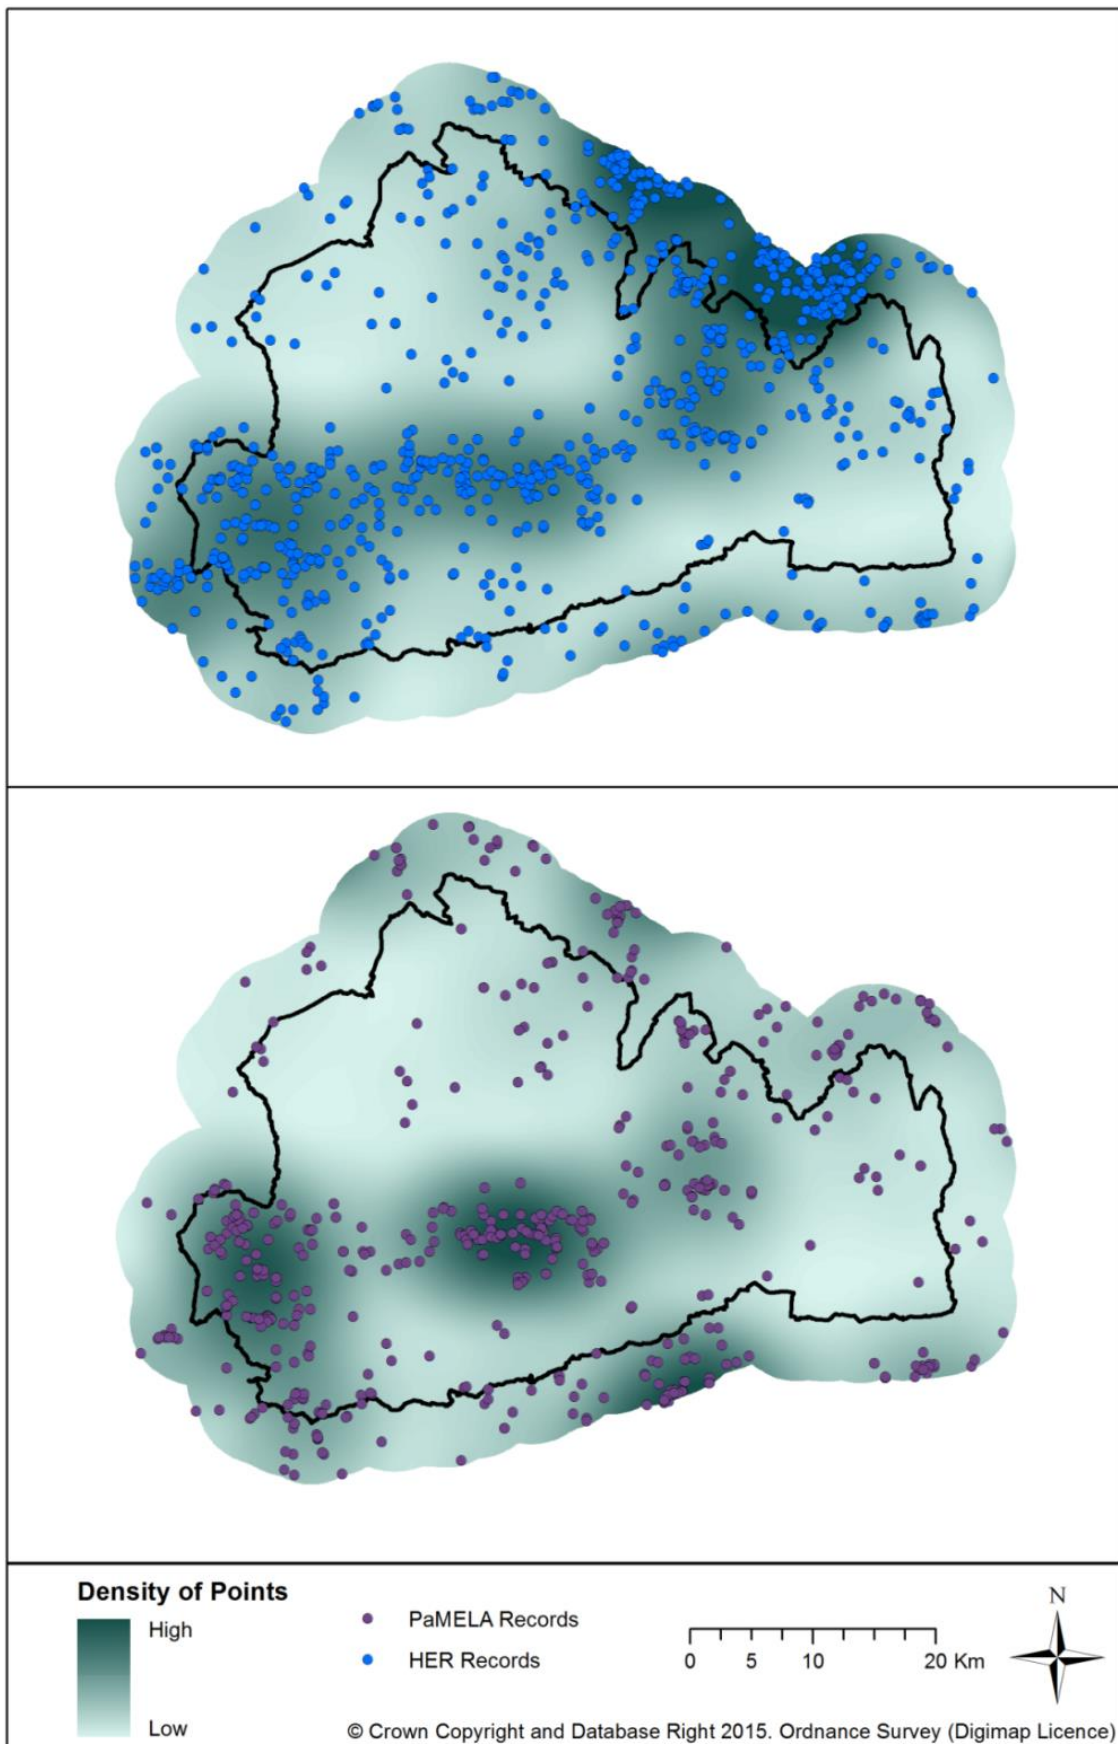 Density of Points
High
Low
PaMELA Records
HER Records
0 5 10 20 Km
N
© Crown Copyright and Database Right 2015. Ordnance Survey (Digimap Licence)